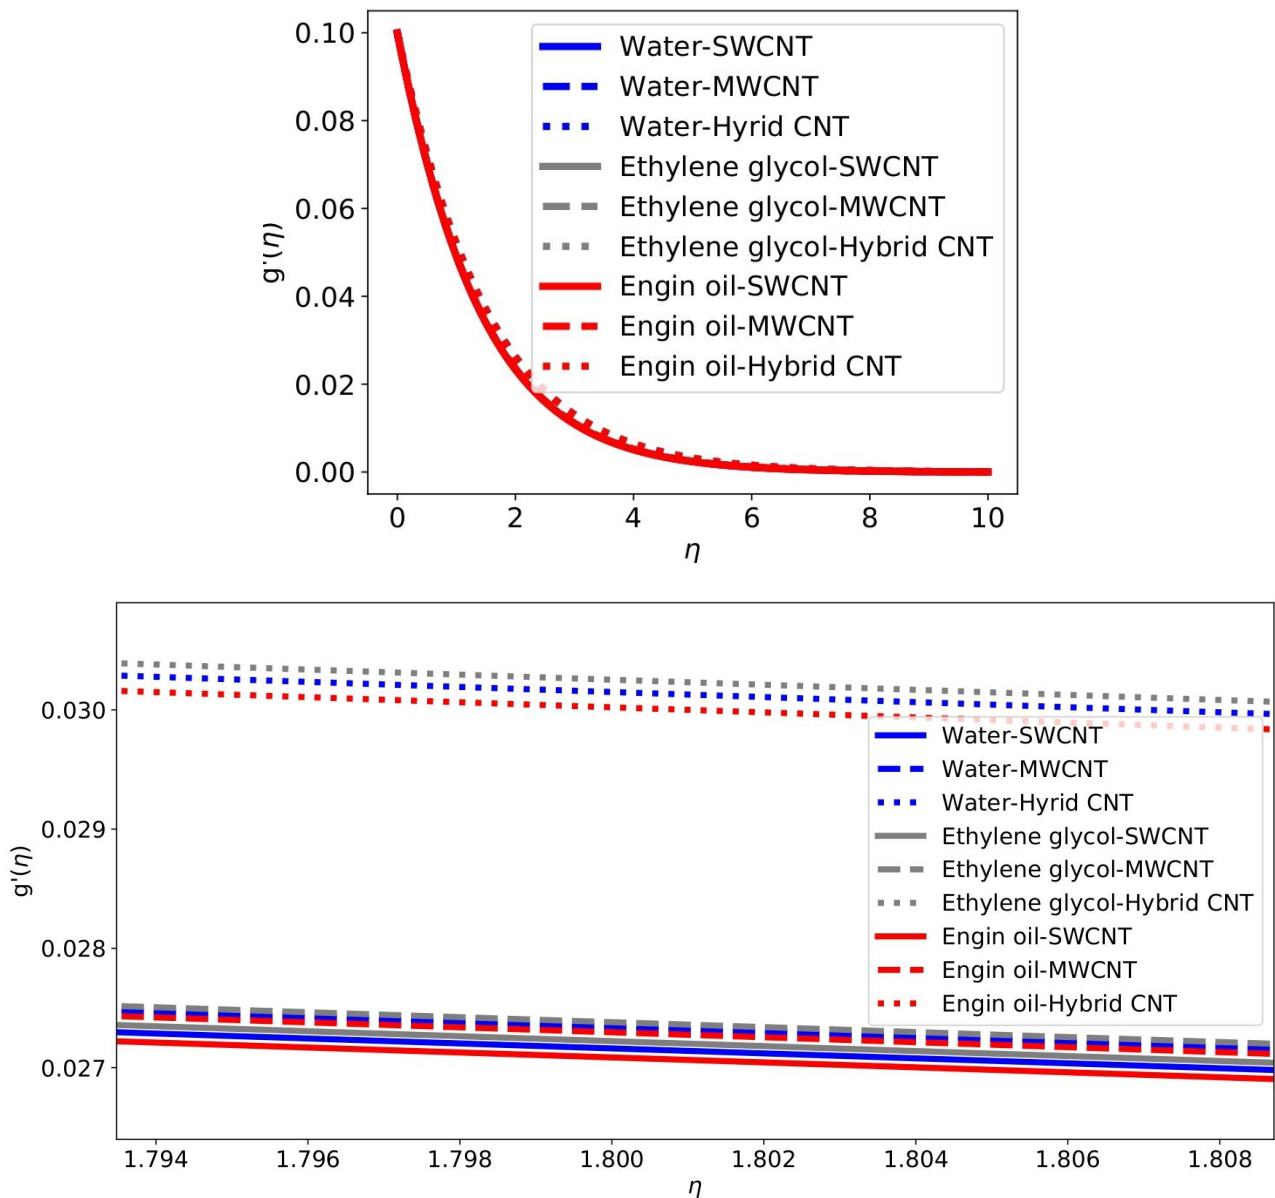 0.10
0.08
0.06
0.04
0.02
0.00
g'(η)
Water-SWCNT
Water-MWCNT
Water-Hyrid CNT
Ethylene glycol-SWCNT
Ethylene glycol-MWCNT
Ethylene glycol-Hybrid CNT
Engin oil-SWCNT
Engin oil-MWCNT
Engin oil-Hybrid CNT
0 2 4 6 8 10
η
0.030
0.029
0.028
0.027
g'(η)
Water-SWCNT
Water-MWCNT
Water-Hyrid CNT
Ethylene glycol-SWCNT
Ethylene glycol-MWCNT
Ethylene glycol-Hybrid CNT
Engin oil-SWCNT
Engin oil-MWCNT
Engin oil-Hybrid CNT
1.794 1.796 1.798 1.800 1.802 1.804 1.806 1.808
η